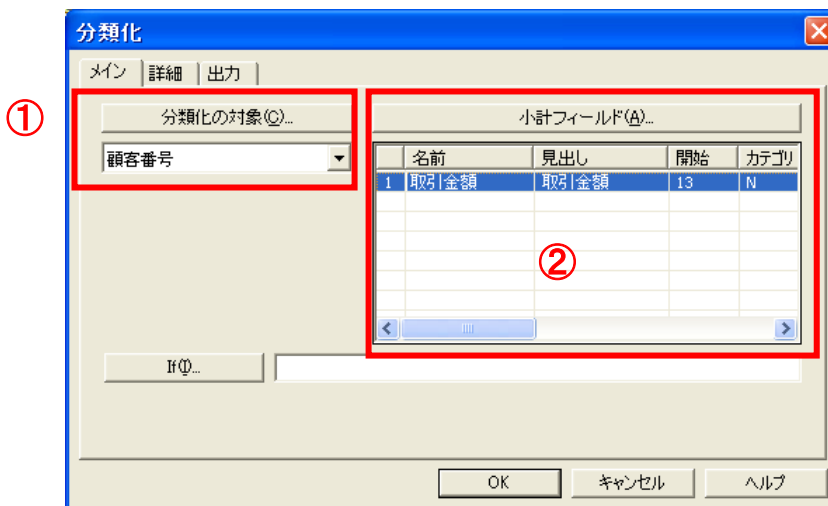 分類化
メイン 詳細 出力
①
分類化の対象(C)...
小計フィールド(A)...
顧客番号
名前 見出し 開始 カテゴリ
1 取引金額 取引金額 13 N
②
If(I)...
OK キャンセル ヘルプ